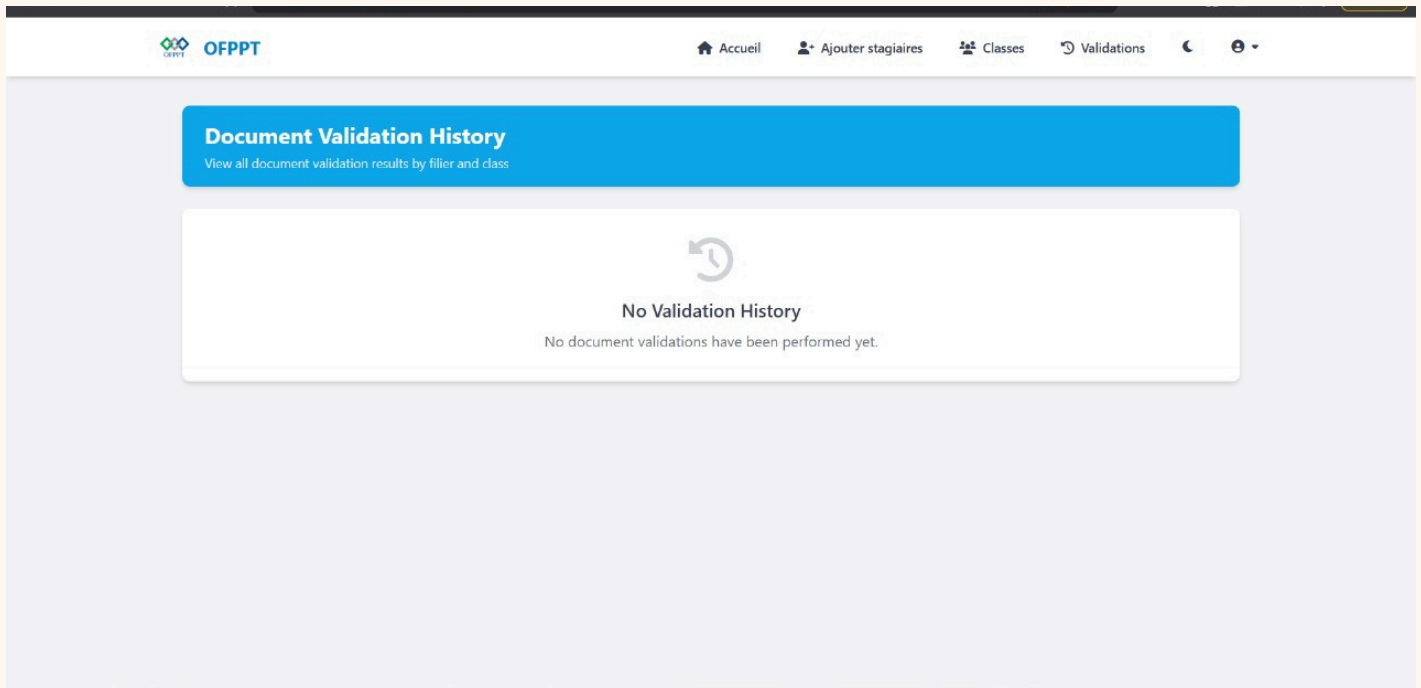 OFPPT
OFPPT
Accueil
Ajouter stagiaires
Classes
Validations
Document Validation History
View all document validation results by filier and class
No Validation History
No document validations have been performed yet.